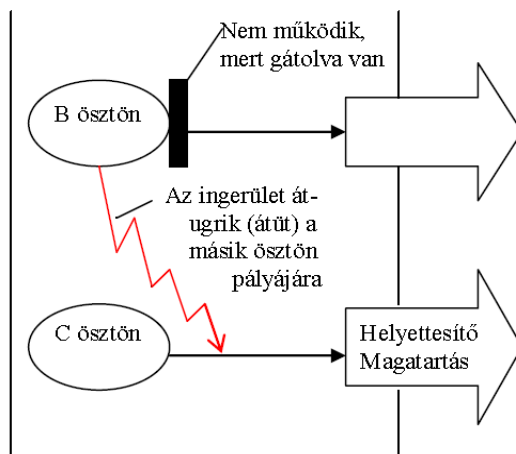 Nem működik,
mert gátolva van
B ösztön
Az ingerület át-
ugrik (átüt) a
másik ösztön
pályájára
C ösztön
Helyettesítő
Magatartás